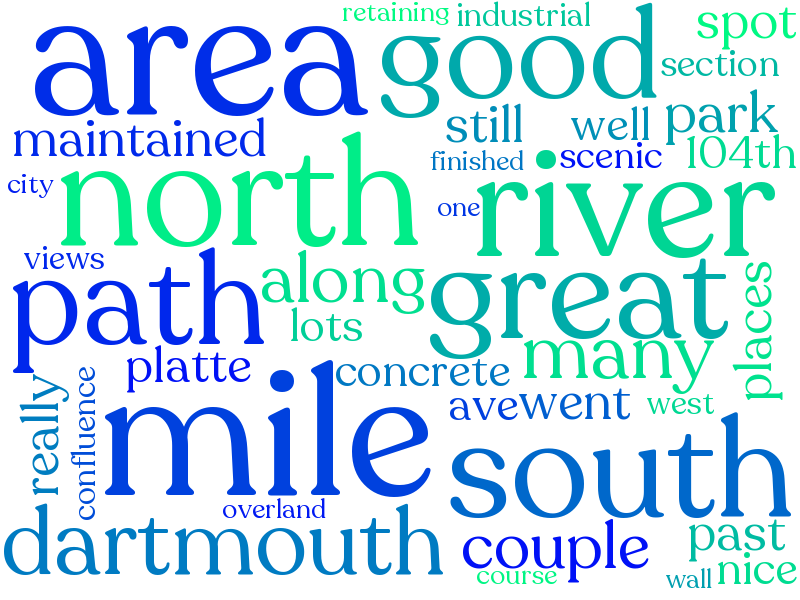 retaining industrial
area good spot
section
maintained still well park
finished scenic 104th
city north one river
views
path along great places
lots many
platte concrete
really confluence mile avewent west
overland south
dartmouth couple past
course wall nice